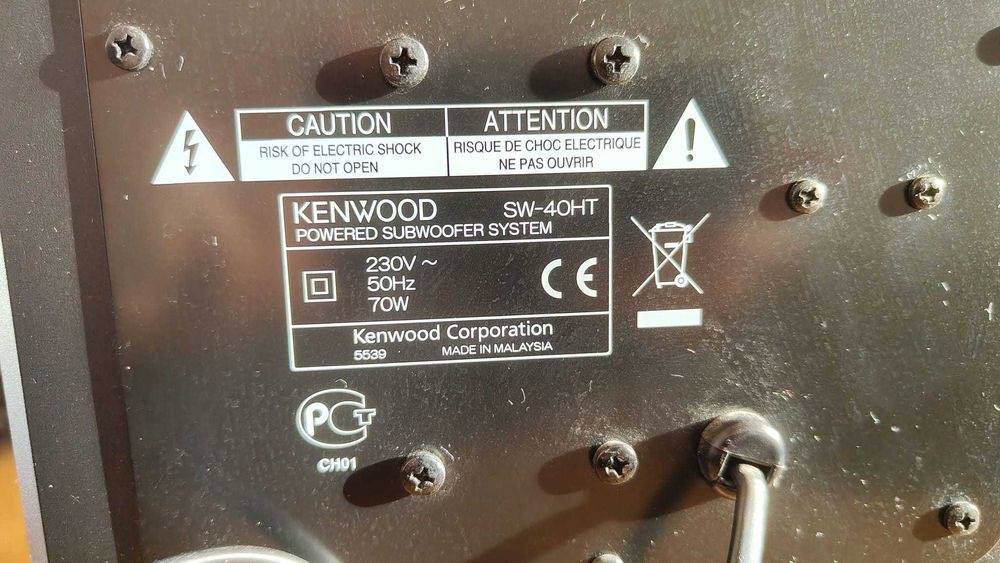 CAUTION
RISK OF ELECTRIC SHOCK
DO NOT OPEN
ATTENTION
RISQUE DE CHOC ELECTRIQUE
NE PAS OUVRIR
KENWOOD SW-40HT
POWERED SUBWOOFER SYSTEM
230V ~
50Hz
70W
CE
Kenwood Corporation
5539 MADE IN MALAYSIA
PCT
CH01